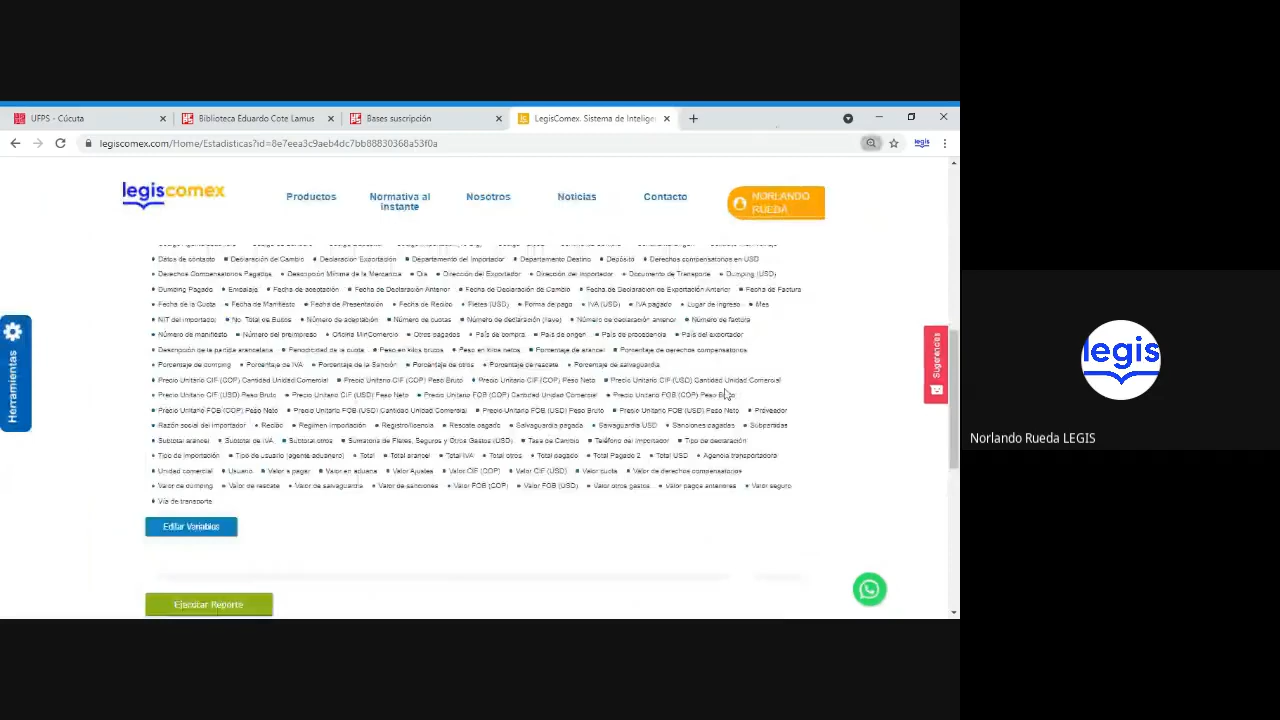 UFPS - Cúcuta
Biblioteca Eduardo Cote Lamus
Bases suscripción
LegisComex. Sistema de Intelige
legiscomex.com/Home/Estadisticas?id=8e7eea3c9aeb4dc7bb88830368a53f0a
legis
legiscomex
Productos
Normativa al
instante
Nosotros
Noticias
Contacto
NORLANDO
RUEDA
Datos de contacto Declaración de Cambio Declaracion Exportación Departamento del Importador Departamento Destino Depósito Derechos compensatorios en USD
Derechos Compensatorios Pagados Descripción Mínima de la Mercancia Día Dirección del Exportador Dirección del Importador Documento de Transporte Dumping (USD)
Dumping Pagado Embalaje Fecha de aceptación Fecha de Declaración Anterior Fecha de Declaración de Cambio Fecha de Declaracion de Exportación Anterior Fecha de Factura
Fecha de la Cuota Fecha de Manifiesto Fecha de Presentación Fecha de Recibo Fletes (USD) Forma de pago IVA (USD) IVA pagado Lugar de ingreso Mes
NIT del importador No. Total de Bultos Número de aceptación Número de cuotas Número de declaración (llave) Número de declaración anterior Número de factura
Número de manifiesto Número del preimpreso Oficina MinComercio Otros pagados País de compra País de origen País de procedencia País del exportador
Descripción de la partida arancelaria Periodicidad de la cuota Peso en kilos brutos Peso en kilos netos Porcentaje de arancel Porcentaje de derechos compensatorios
Porcentaje de dumping Porcentaje de IVA Porcentaje de la Sanción Porcentaje de otros Porcentaje de rescate Porcentaje de salvaguardia
Precio Unitario CIF (COP) Cantidad Unidad Comercial Precio Unitario CIF (COP) Peso Bruto Precio Unitario CIF (COP) Peso Neto Precio Unitario CIF (USD) Cantidad Unidad Comercial
Precio Unitario CIF (USD) Peso Bruto Precio Unitario CIF (USD) Peso Neto Precio Unitario FOB (COP) Cantidad Unidad Comercial Precio Unitario FOB (COP) Peso Bruto
Precio Unitario FOB (COP) Peso Neto Precio Unitario FOB (USD) Cantidad Unidad Comercial Precio Unitario FOB (USD) Peso Bruto Precio Unitario FOB (USD) Peso Neto Proveedor
Razón social del importador Recibo Regimen Importación Registro/licencia Rescate pagado Salvaguardia pagada Salvaguardia USD Sanciones pagadas Subpartidas
Subtotal arancel Subtotal de IVA Subtotal otros Sumatoria de Fletes, Seguros y Otros Gastos (USD) Tasa de Cambio Teléfono del importador Tipo de declaración
Tipo de importación Tipo de usuario (agente aduanero) Total Total arancel Total IVA Total otros Total pagado Total Pagado 2 Total USD Agencia transportadora
Unidad comercial Usuario Valor a pagar Valor en aduana Valor Ajustes Valor CIF (COP) Valor CIF (USD) Valor cuota Valor de derechos compensatorios
Valor de dumping Valor de rescate Valor de salvaguardia Valor de sanciones Valor FOB (COP) Valor FOB (USD) Valor otros gastos Valor pagos anteriores Valor seguro
Vía de transporte
Editar Variables
Ejecutar Reporte
Herramientas
Sugerencias
legis
Norlando Rueda LEGIS